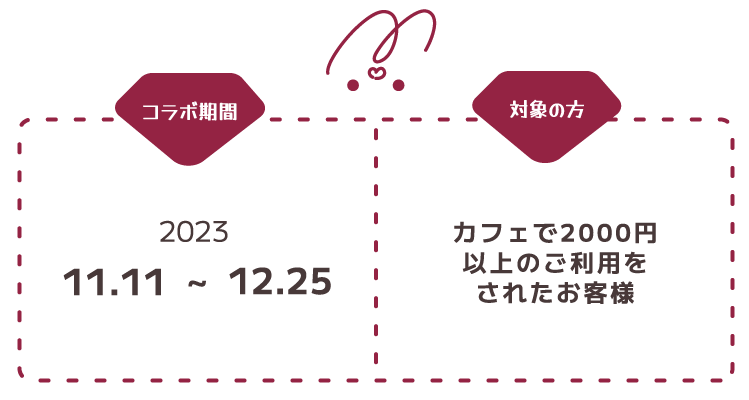 コラボ期間
2023
11.11 ~ 12.25
対象の方
カフェで2000円
以上のご利用を
されたお客様